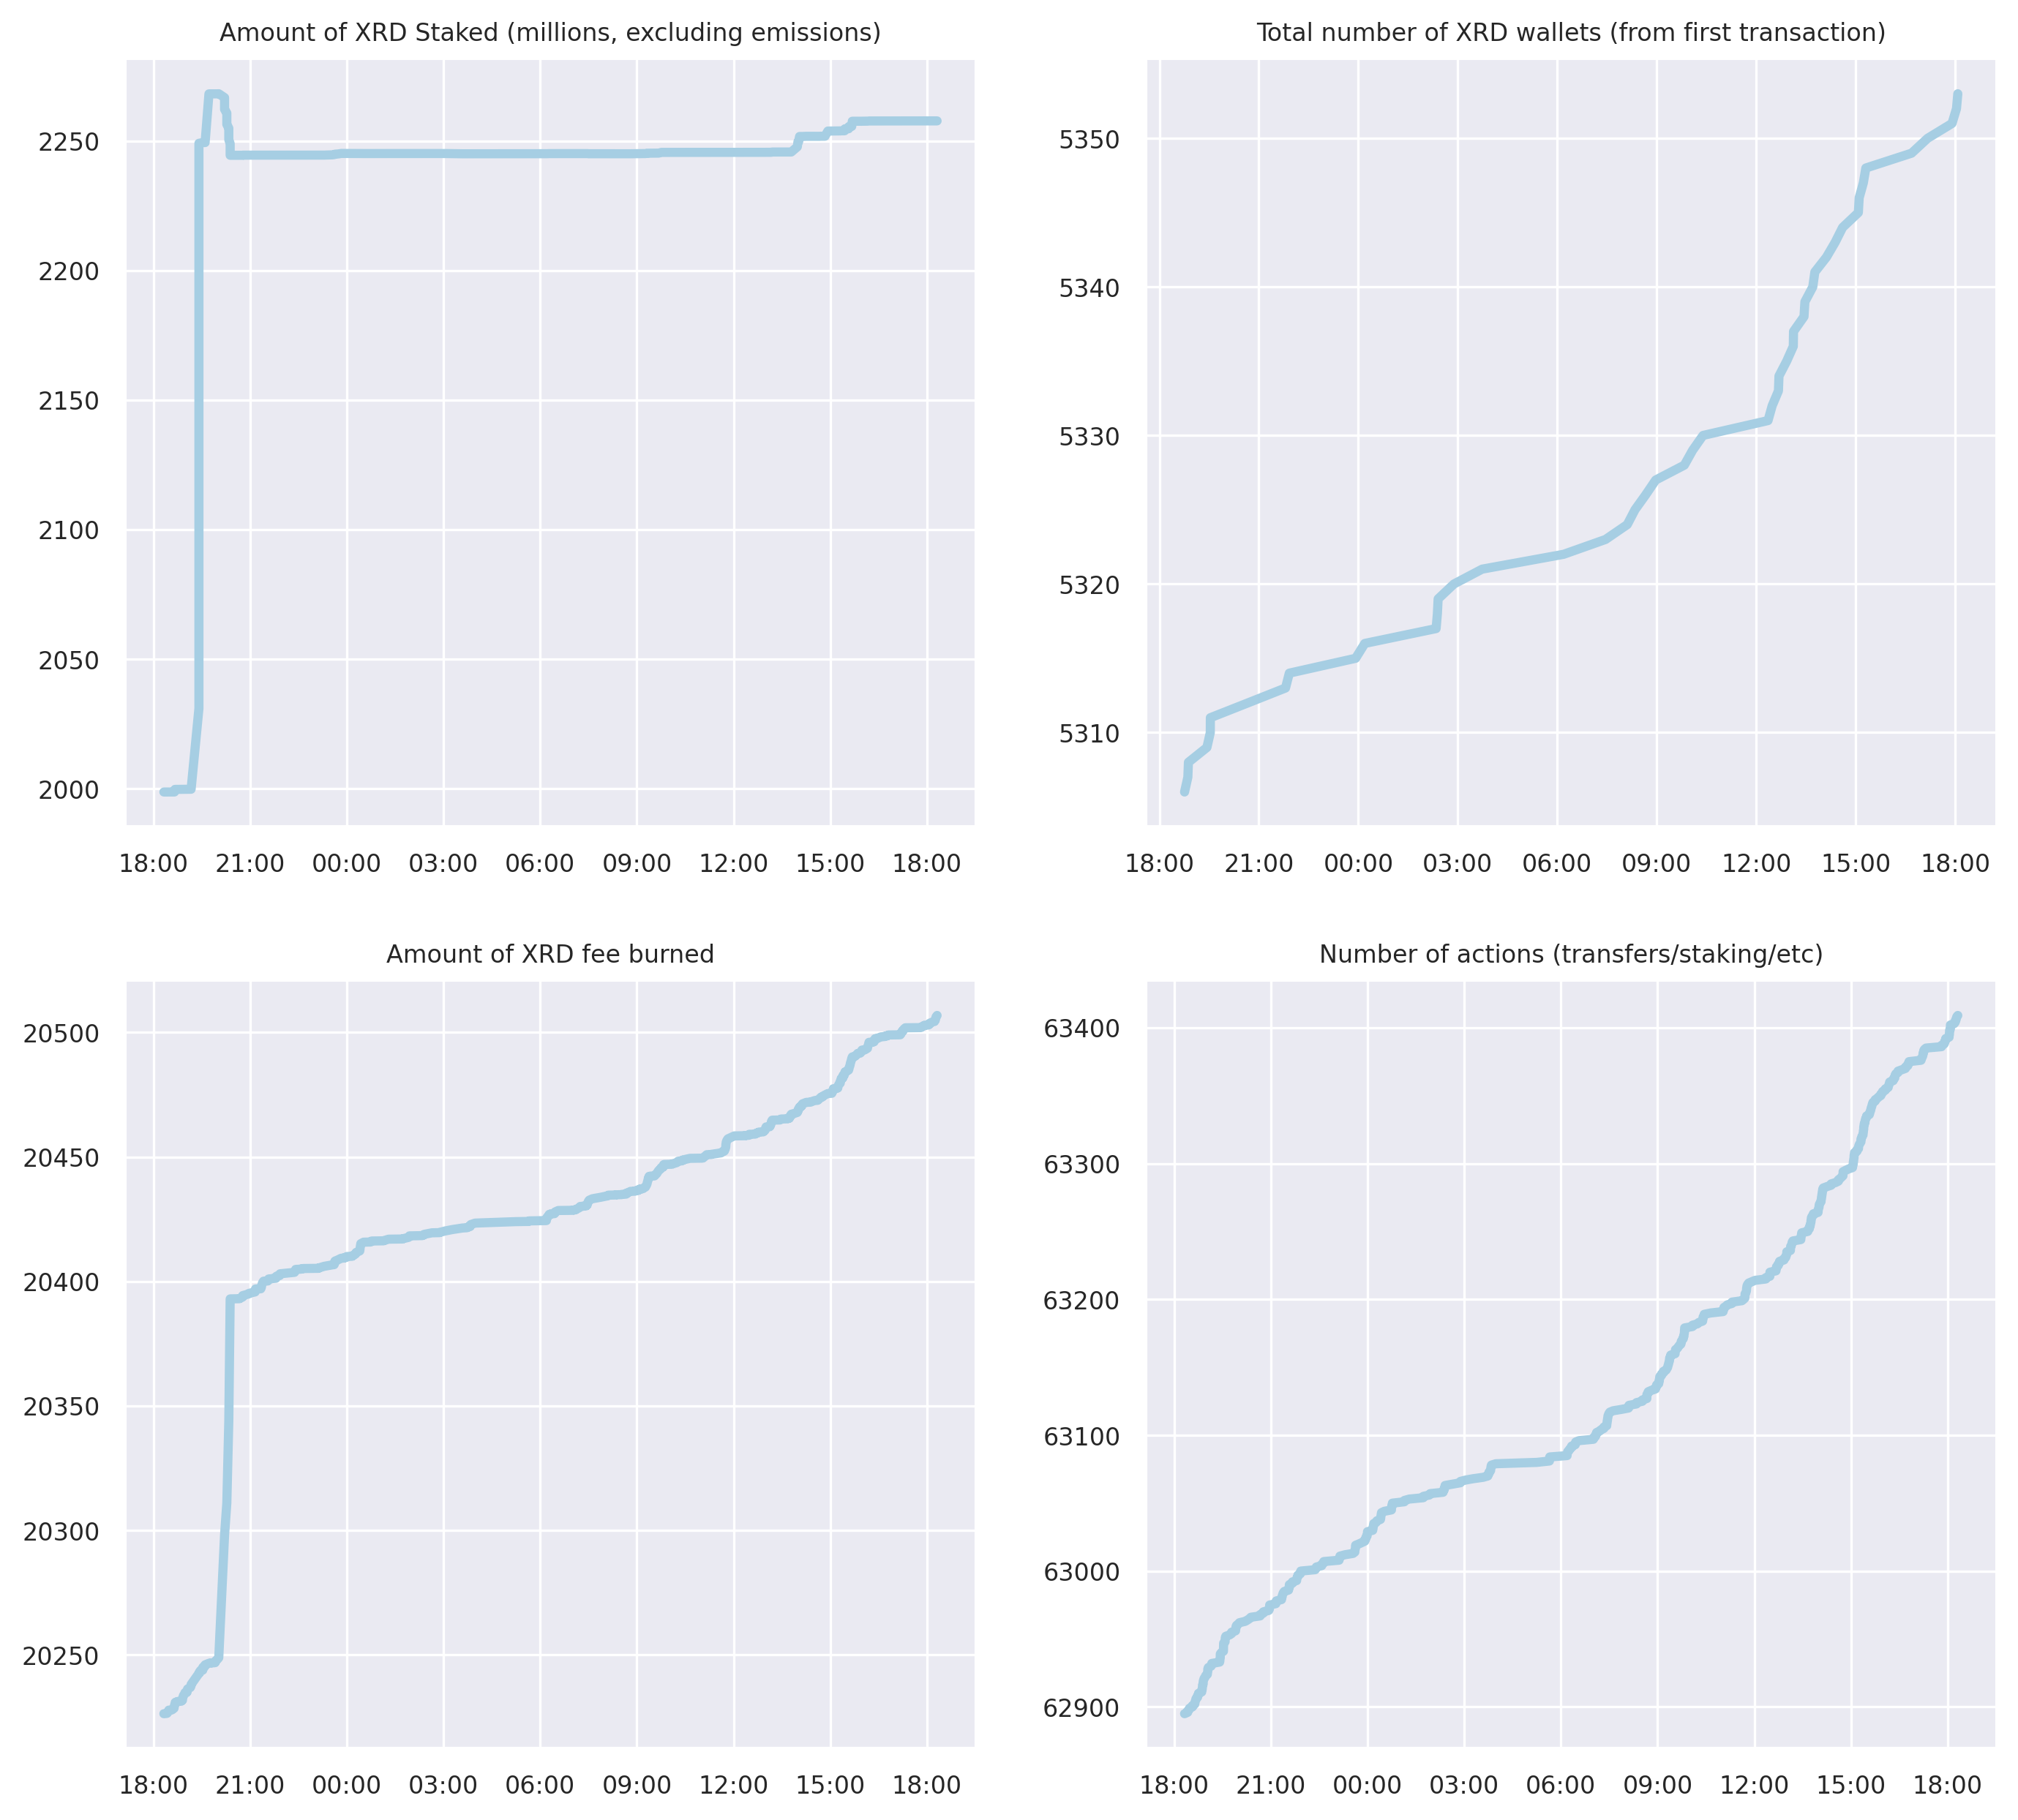 Amount of XRD Staked (millions, excluding emissions)
2250
2200
2150
2100
2050
2000
18:00 21:00 00:00 03:00 06:00 09:00 12:00 15:00 18:00
Total number of XRD wallets (from first transaction)
5350
5340
5330
5320
5310
18:00 21:00 00:00 03:00 06:00 09:00 12:00 15:00 18:00
Amount of XRD fee burned
20500
20450
20400
20350
20300
20250
18:00 21:00 00:00 03:00 06:00 09:00 12:00 15:00 18:00
Number of actions (transfers/staking/etc)
63400
63300
63200
63100
63000
62900
18:00 21:00 00:00 03:00 06:00 09:00 12:00 15:00 18:00